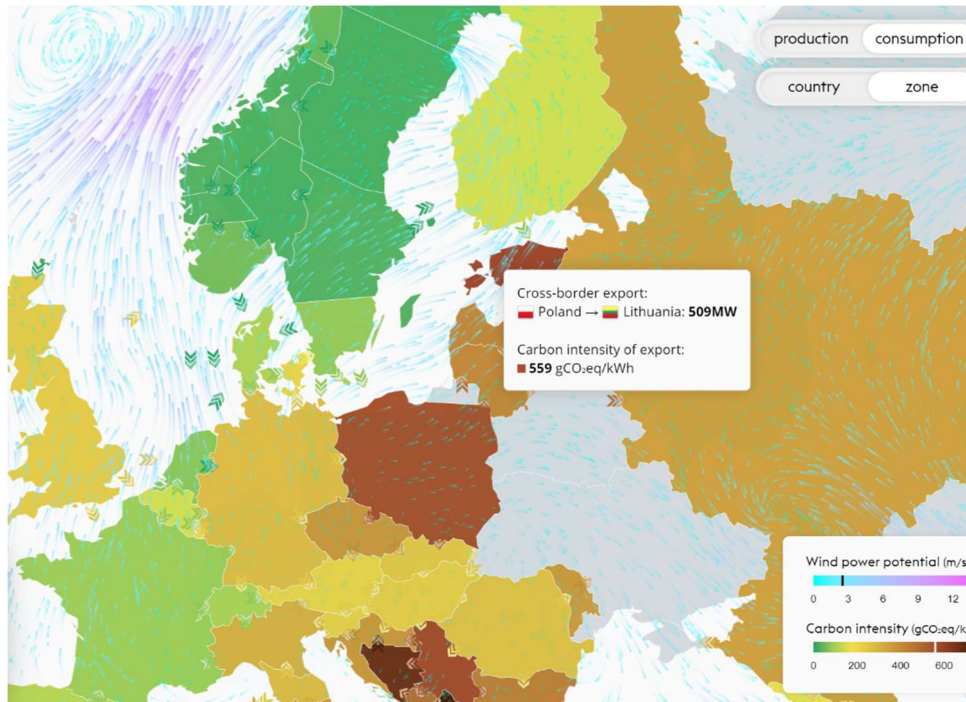 production consumption
country zone
Cross-border export:
Poland → Lithuania: 509MW
Carbon intensity of export:
559 gCO₂eq/kWh
Wind power potential (m/s
0 3 6 9 12
Carbon intensity (gCO₂eq/k
0 200 400 600